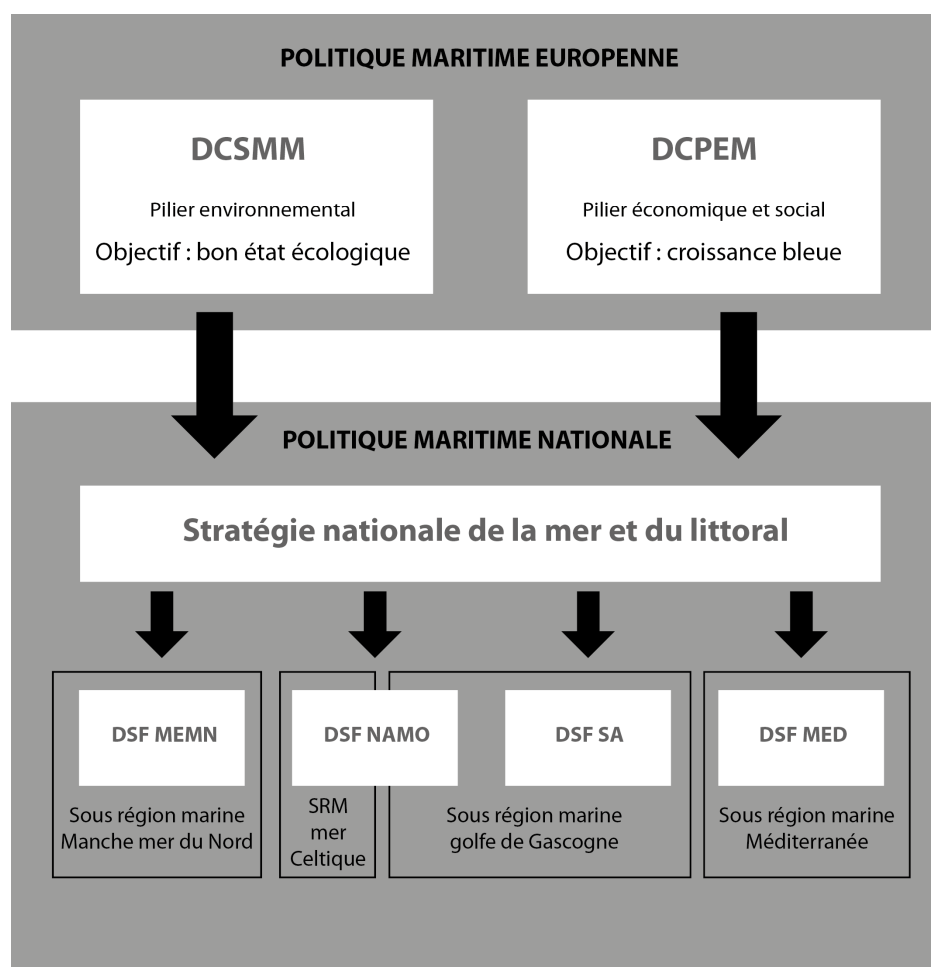 POLITIQUE MARITIME EUROPENNE
DCSMM
Pilier environnemental
Objectif : bon état écologique
DCPEM
Pilier économique et social
Objectif : croissance bleue
POLITIQUE MARITIME NATIONALE
Stratégie nationale de la mer et du littoral
DSF MEMN
Sous région marine
Manche mer du Nord
DSF NAMO
SRM
mer
Celtique
DSF SA
Sous région marine
golfe de Gascogne
DSF MED
Sous région marine
Méditerranée